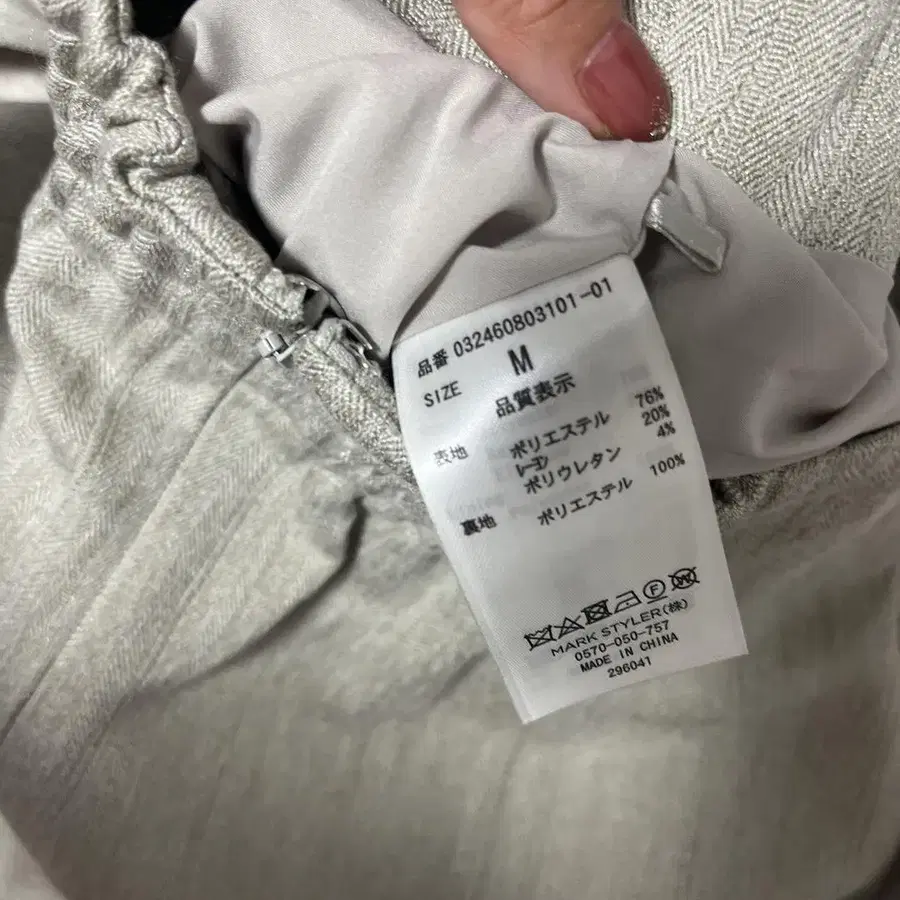 品番 032460803101-01
SIZE M
品質表示
表地 ポリエステル 76%
レーヨン 20%
ポリウレタン 4%
裏地 ポリエステル 100%
F W
MARK STYLER(株)
0570-050-757
MADE IN CHINA
296041